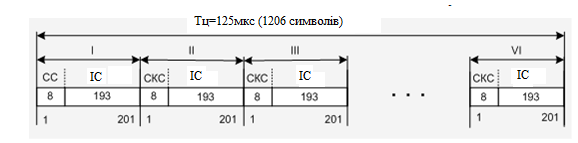 Тц=125мкс (1206 символів)
I II III VI
СС ІС СКС ІС СКС ІС СКС ІС
8 193 8 193 8 193 . . . 8 193
1 201 1 201 1 201 1 201